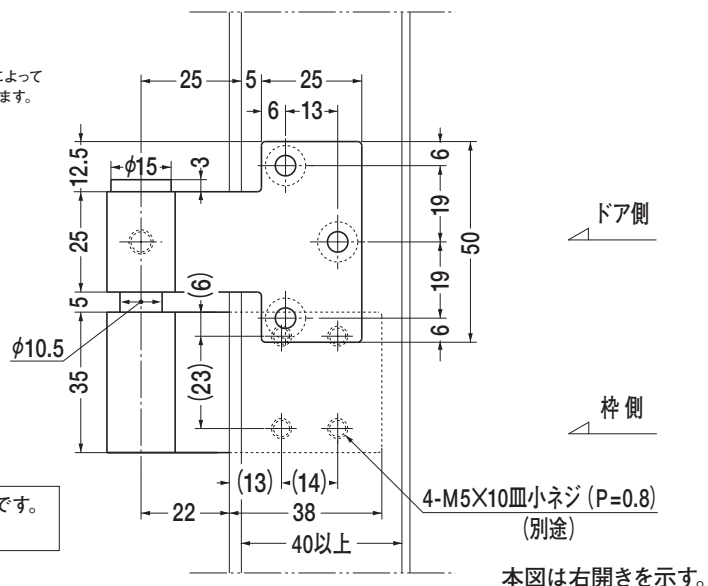 によって
ます。
25
5
25
6
13
12.5
φ15
3
6
19
ドア側
25
50
(6)
19
5
6
φ10.5
35
(23)
枠側
(13)
(14)
4-M5×10皿小ネジ(P=0.8)
(別途)
です。
22
38
40以上
本図は右開きを示す。